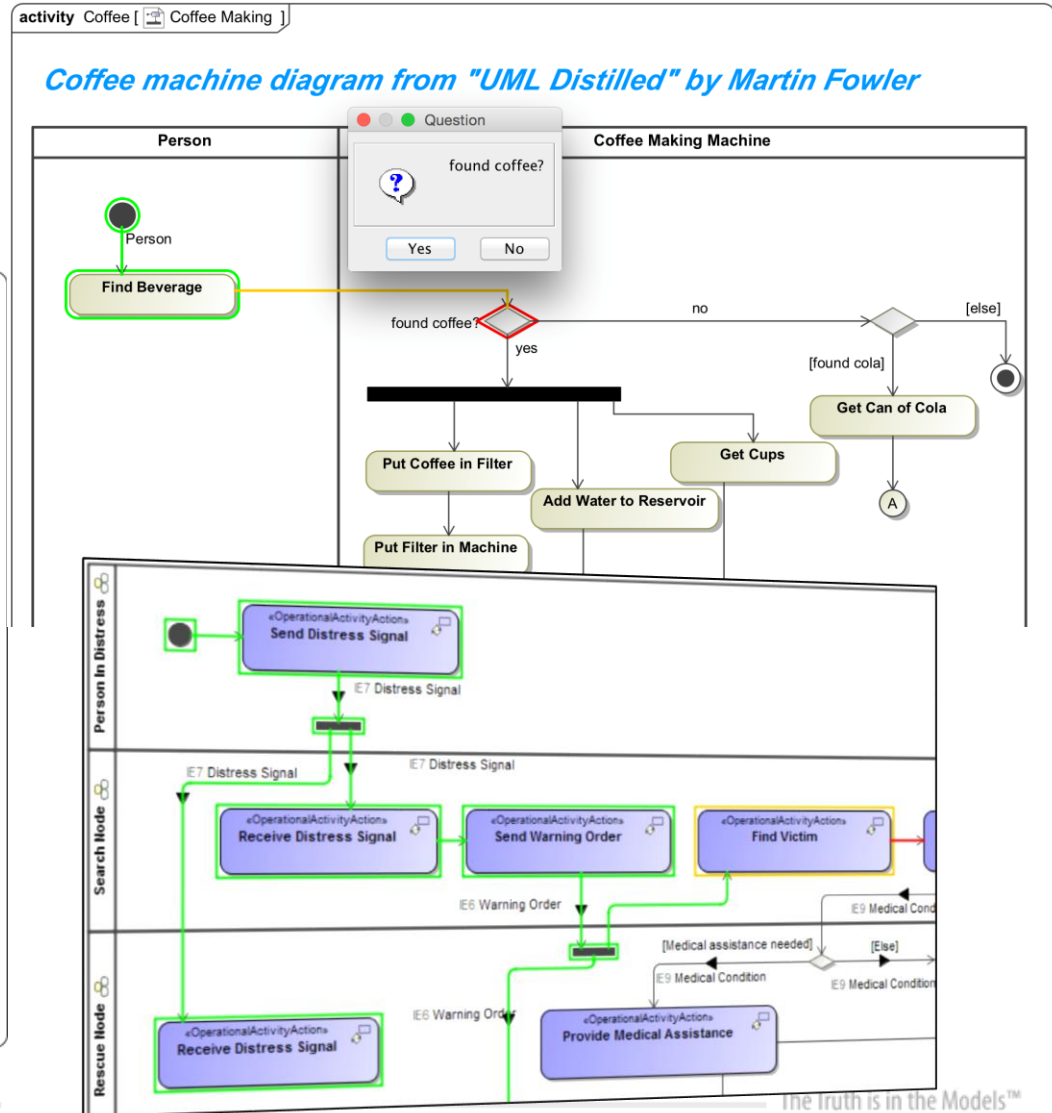 activity Coffee [ Coffee Making ]
Coffee machine diagram from "UML Distilled" by Martin Fowler
Person
Coffee Making Machine
Question
?
found coffee?
Yes
No
Person
Find Beverage
found coffee?
no
[else]
yes
[found cola]
Get Can of Cola
Get Cups
Put Coffee in Filter
A
Add Water to Reservoir
Put Filter in Machine
Person In Distress
«OperationalActivityAction»
Send Distress Signal
IE7 Distress Signal
IE7 Distress Signal
IE7 Distress Signal
Search Node
«OperationalActivityAction»
Receive Distress Signal
«OperationalActivityAction»
Send Warning Order
«OperationalActivityAction»
Find Victim
IE6 Warning Order
IE9 Medical Cond
[Medical assistance needed]
[Else]
IE9 Medical Condition
IE9 Medical Condition
Rescue Node
IE6 Warning Order
«OperationalActivityAction»
Receive Distress Signal
«OperationalActivityAction»
Provide Medical Assistance
The Truth is in the Models™